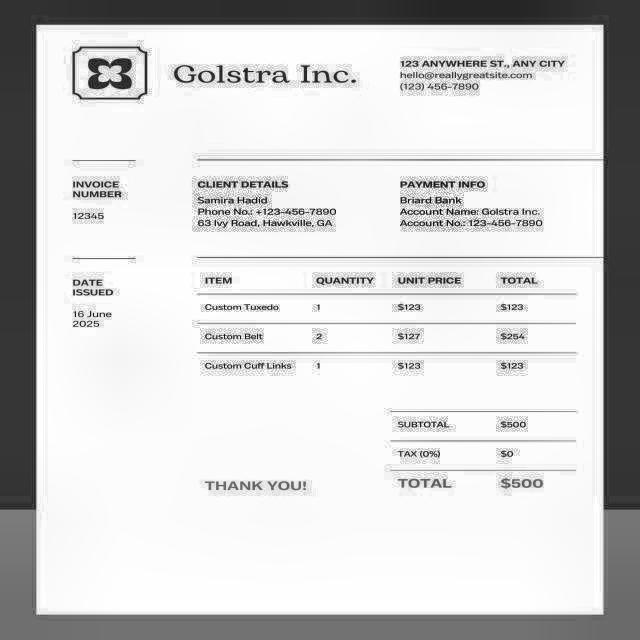 Golstra Inc.
123 ANYWHERE ST., ANY CITY
hello@reallygreatsite.com
(123) 456-7890
INVOICE
NUMBER
12345
CLIENT DETAILS
Samira Hadid
Phone No.: +123-456-7890
63 Ivy Road, Hawkville, GA
PAYMENT INFO
Briard Bank
Account Name: Golstra Inc.
Account No.: 123-456-7890
DATE
ISSUED
16 June
2025
ITEM QUANTITY UNIT PRICE TOTAL
Custom Tuxedo 1 $123 $123
Custom Belt 2 $127 $254
Custom Cuff Links 1 $123 $123
SUBTOTAL $500
TAX (0%) $0
THANK YOU! TOTAL $500